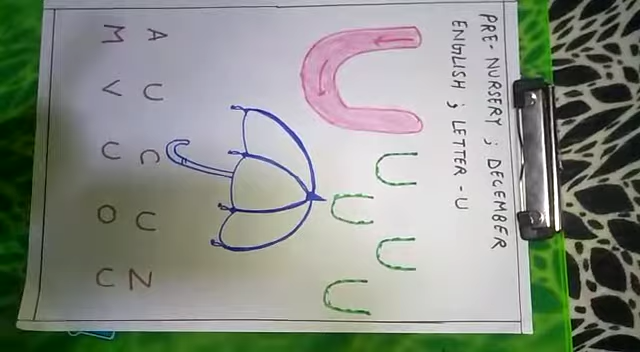 PRE-NURSERY ; DECEMBER
ENGLISH ; LETTER - U
U U U
U U
A U C U N
M V U O U